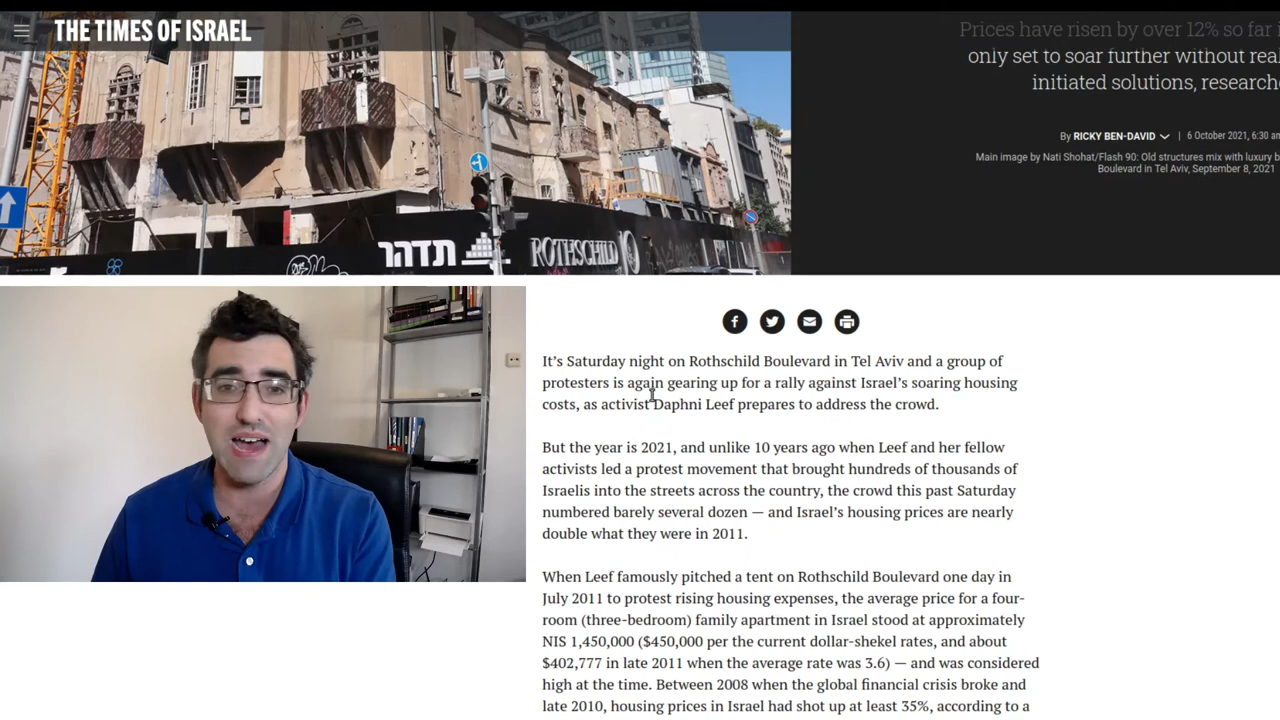 THE TIMES OF ISRAEL
Prices have risen by over 12% so far
only set to soar further without real
initiated solutions, research
By RICKY BEN-DAVID | 6 October 2021, 6:30 am
Main image by Nati Shohat/Flash 90: Old structures mix with luxury b
Boulevard in Tel Aviv, September 8, 2021
תדהר
ROTHSCHILD 10
It’s Saturday night on Rothschild Boulevard in Tel Aviv and a group of
protesters is again gearing up for a rally against Israel’s soaring housing
costs, as activist Daphni Leef prepares to address the crowd.
But the year is 2021, and unlike 10 years ago when Leef and her fellow
activists led a protest movement that brought hundreds of thousands of
Israelis into the streets across the country, the crowd this past Saturday
numbered barely several dozen — and Israel’s housing prices are nearly
double what they were in 2011.
When Leef famously pitched a tent on Rothschild Boulevard one day in
July 2011 to protest rising housing expenses, the average price for a four-
room (three-bedroom) family apartment in Israel stood at approximately
NIS 1,450,000 ($450,000 per the current dollar-shekel rates, and about
$402,777 in late 2011 when the average rate was 3.6) — and was considered
high at the time. Between 2008 when the global financial crisis broke and
late 2010, housing prices in Israel had shot up at least 35%, according to a